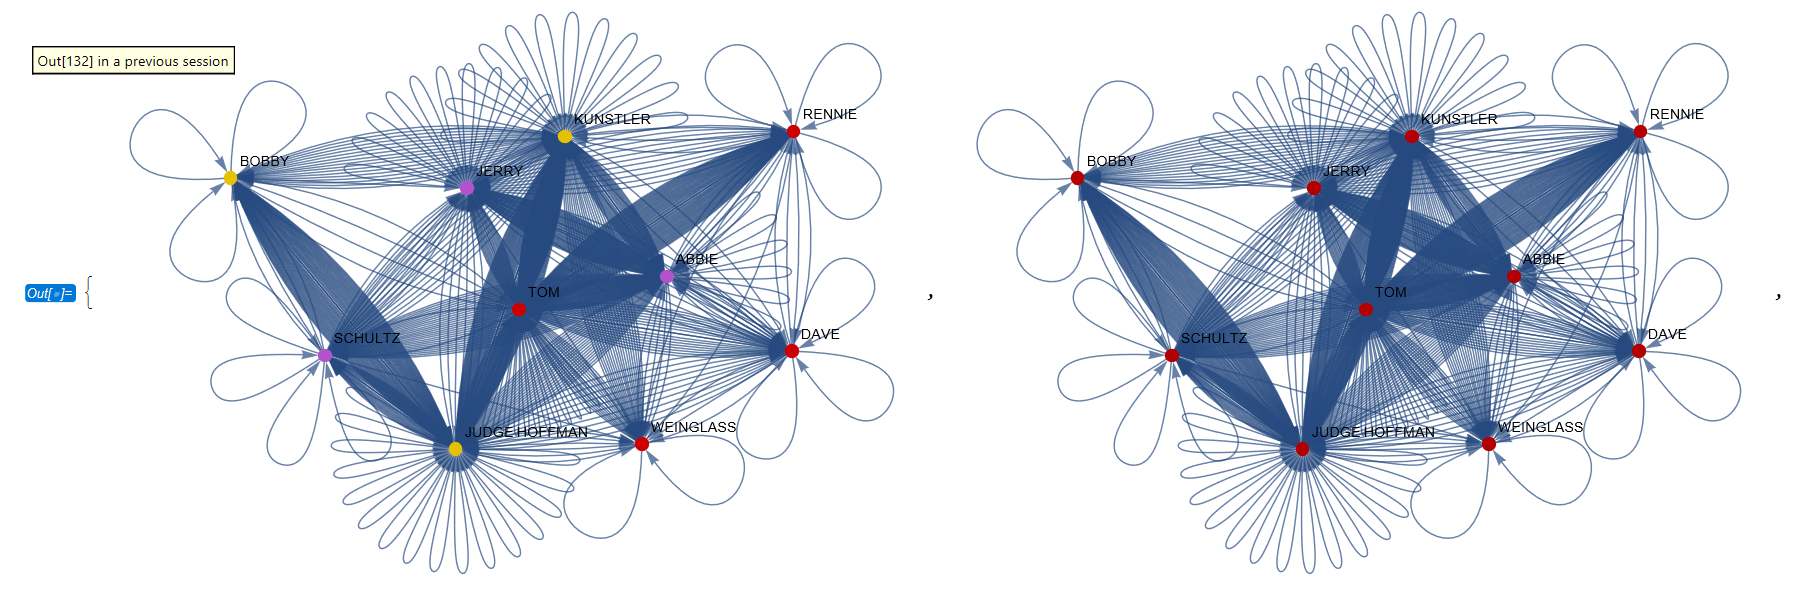 Out[132] in a previous session
KUNSTLER
RENNIE
BOBBY
JERRY
ABBIE
Out[ ]= {
TOM
SCHULTZ
DAVE
JUDGE HOFFMAN
WEINGLASS
,
KUNSTLER
RENNIE
BOBBY
JERRY
ABBIE
TOM
SCHULTZ
DAVE
JUDGE HOFFMAN
WEINGLASS
,